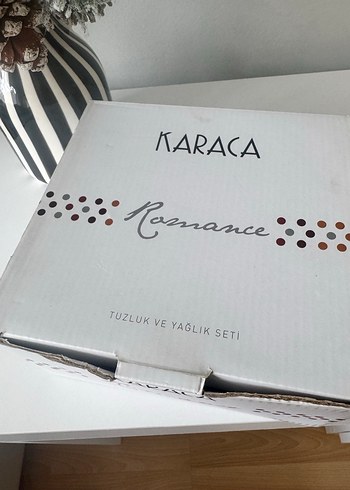 KARACA
Romance
TUZLUK VE YAĞLIK SETİ